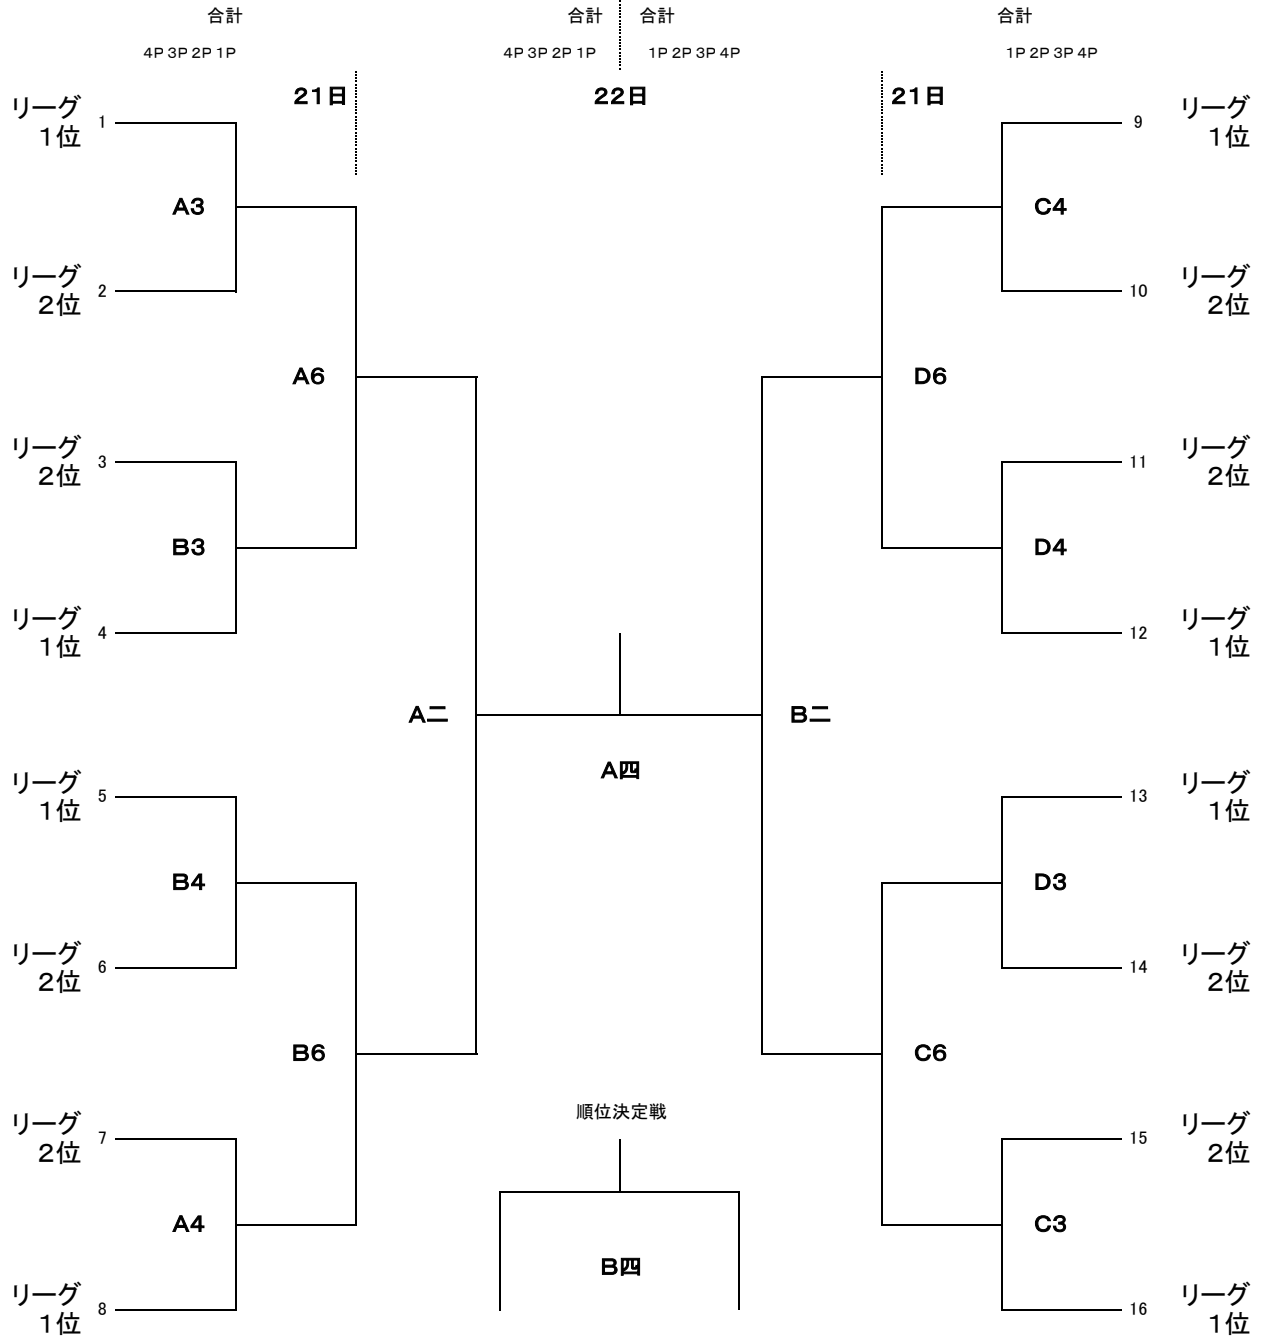 合計 合計 合計 合計
4P 3P 2P 1P 4P 3P 2P 1P 1P 2P 3P 4P 1P 2P 3P 4P
21日 22日 21日
リーグ 1 9 リーグ
1位 1位
A3 C4
リーグ 2 10 リーグ
2位 2位
A6 D6
リーグ 3 11 リーグ
2位 2位
B3 D4
リーグ 4 12 リーグ
1位 1位
A二 B二
A四
リーグ 5 13 リーグ
1位 1位
B4 D3
リーグ 6 14 リーグ
2位 2位
B6 C6
順位決定戦
リーグ 7 15 リーグ
2位 2位
A4 C3
B四
リーグ 8 16 リーグ
1位 1位